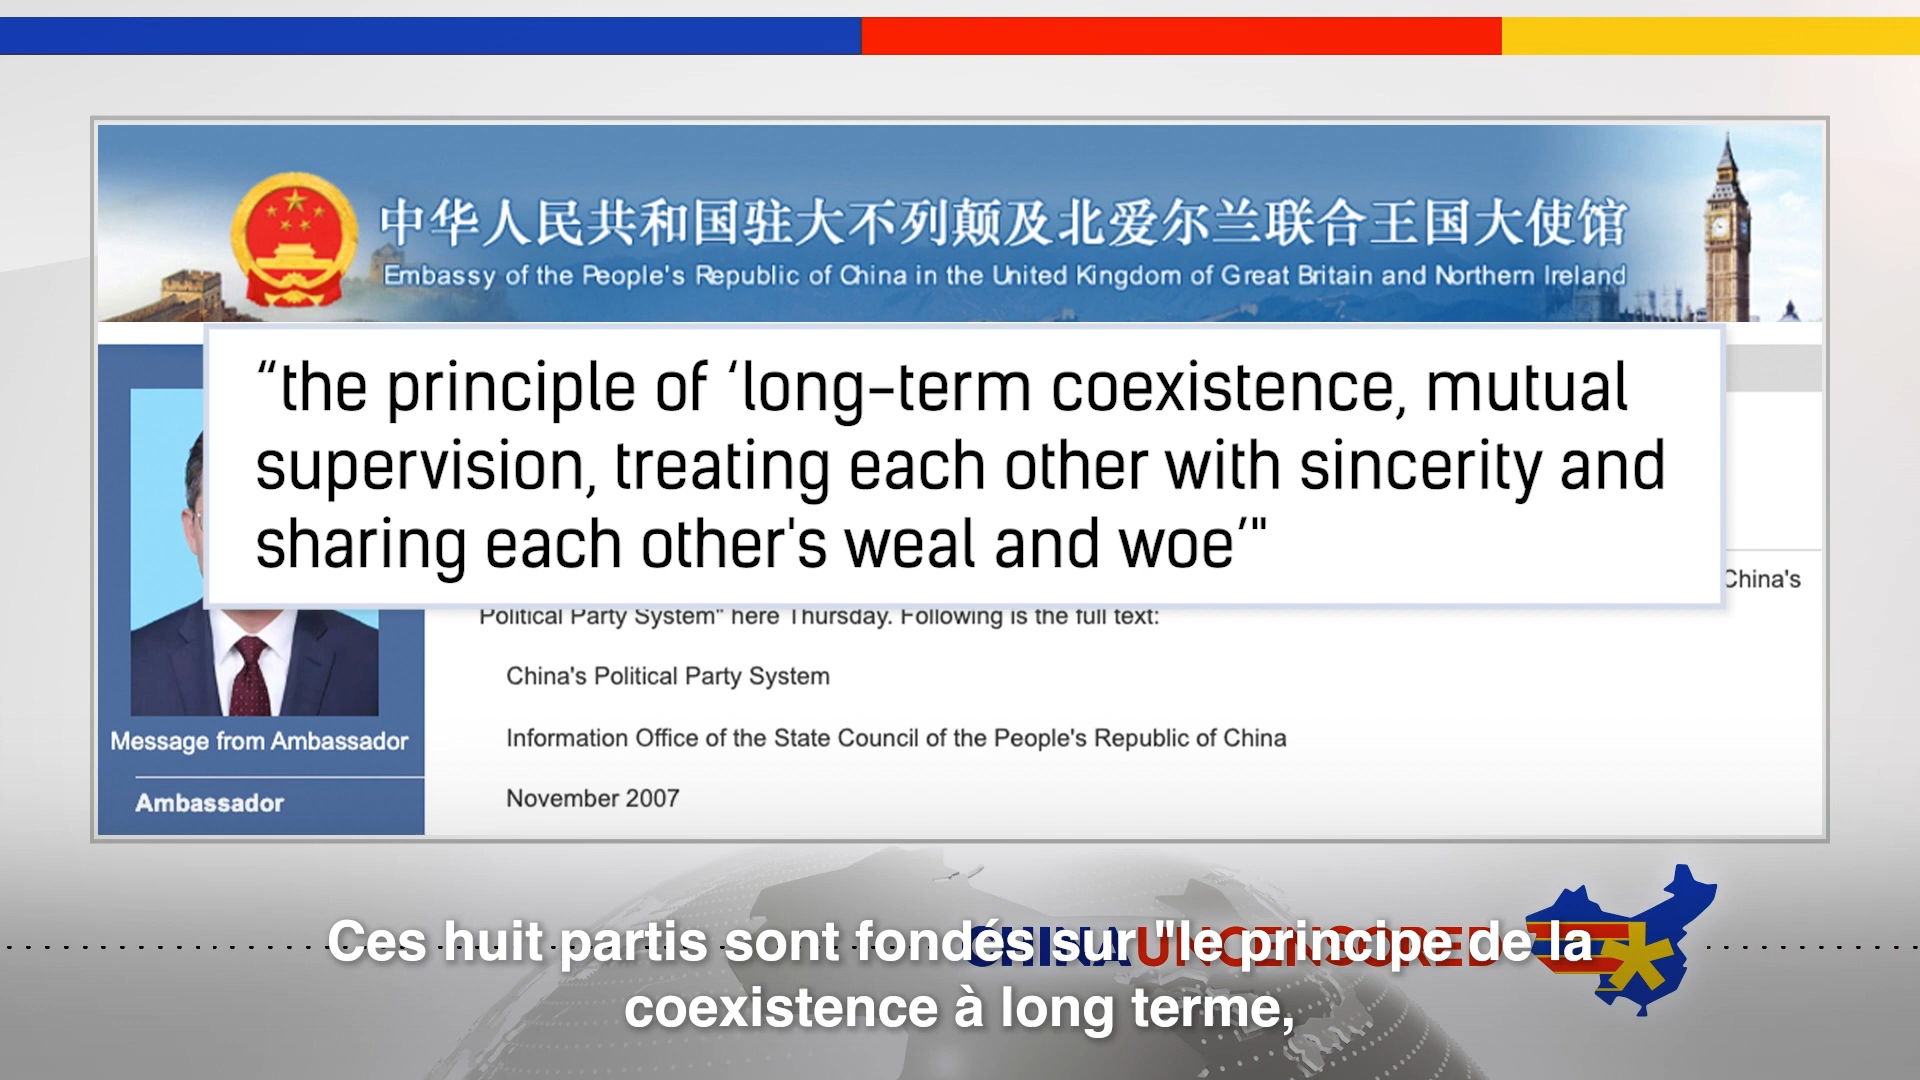 中华人民共和国驻大不列颠及北爱尔兰联合王国大使馆
Embassy of the People's Republic of China in the United Kingdom of Great Britain and Northern Ireland
“the principle of ‘long-term coexistence, mutual
supervision, treating each other with sincerity and
sharing each other's weal and woe’"
China's
Political Party System" here Thursday. Following is the full text:
China's Political Party System
Information Office of the State Council of the People's Republic of China
November 2007
Message from Ambassador
Ambassador
CHINA UNCENSORED
Ces huit partis sont fondés sur "le principe de la
coexistence à long terme,